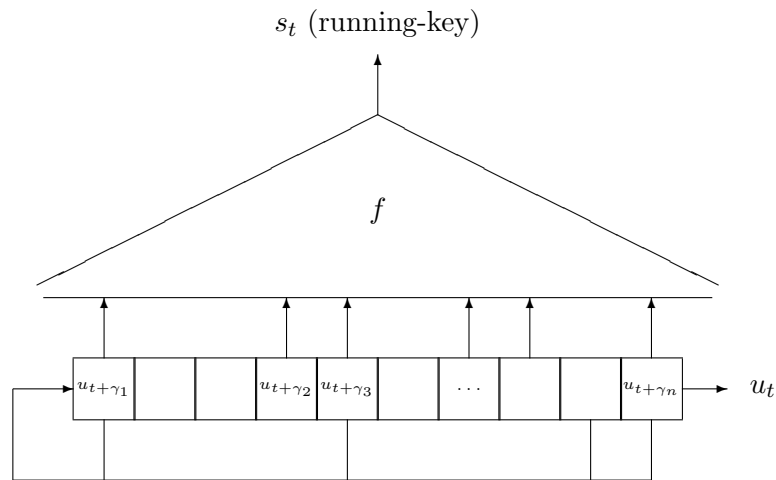 s_t (running-key)
f
u_{t+γ_1} u_{t+γ_2} u_{t+γ_3} ... u_{t+γ_n} u_t